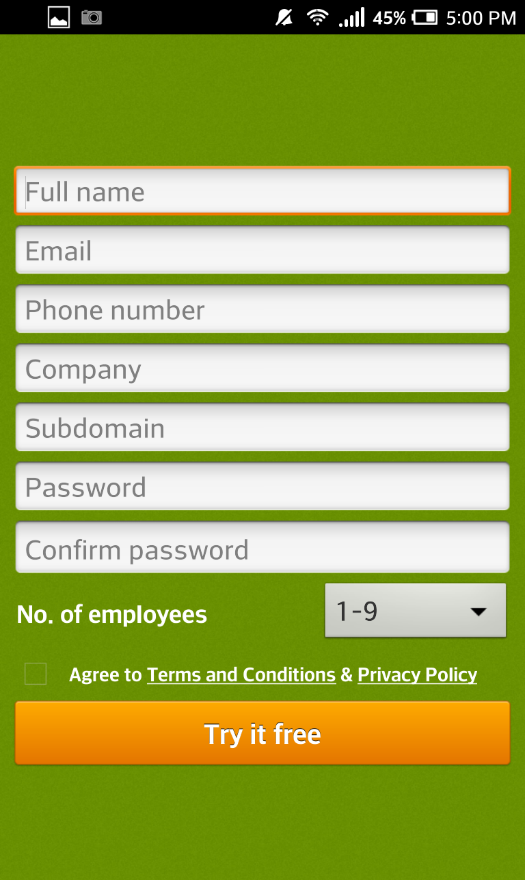 45% 5:00 PM
Full name
Email
Phone number
Company
Subdomain
Password
Confirm password
No. of employees 1-9
Agree to Terms and Conditions & Privacy Policy
Try it free